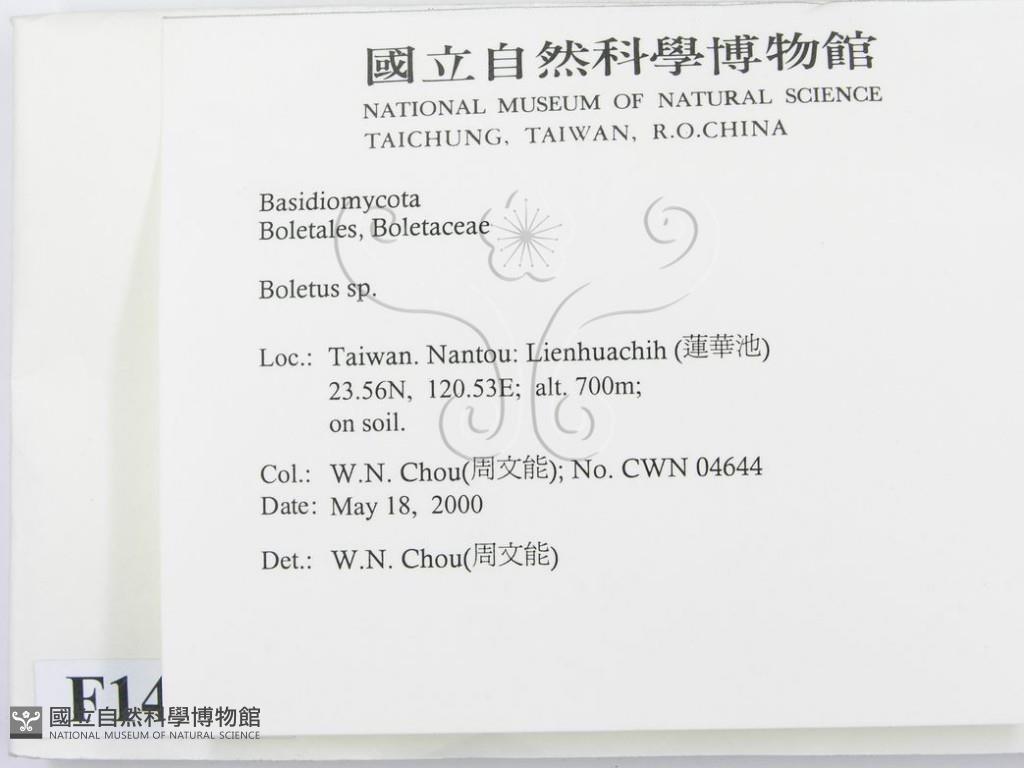 國立自然科學博物館
NATIONAL MUSEUM OF NATURAL SCIENCE
TAICHUNG, TAIWAN, R.O.CHINA
Basidiomycota
Boletales, Boletaceae
Boletus sp.
Loc.: Taiwan. Nantou: Lienhuachih (蓮華池)
23.56N, 120.53E; alt. 700m;
on soil.
Col.: W.N. Chou(周文能); No. CWN 04644
Date: May 18, 2000
Det.: W.N. Chou(周文能)
F14
國立自然科學博物館
NATIONAL MUSEUM OF NATURAL SCIENCE